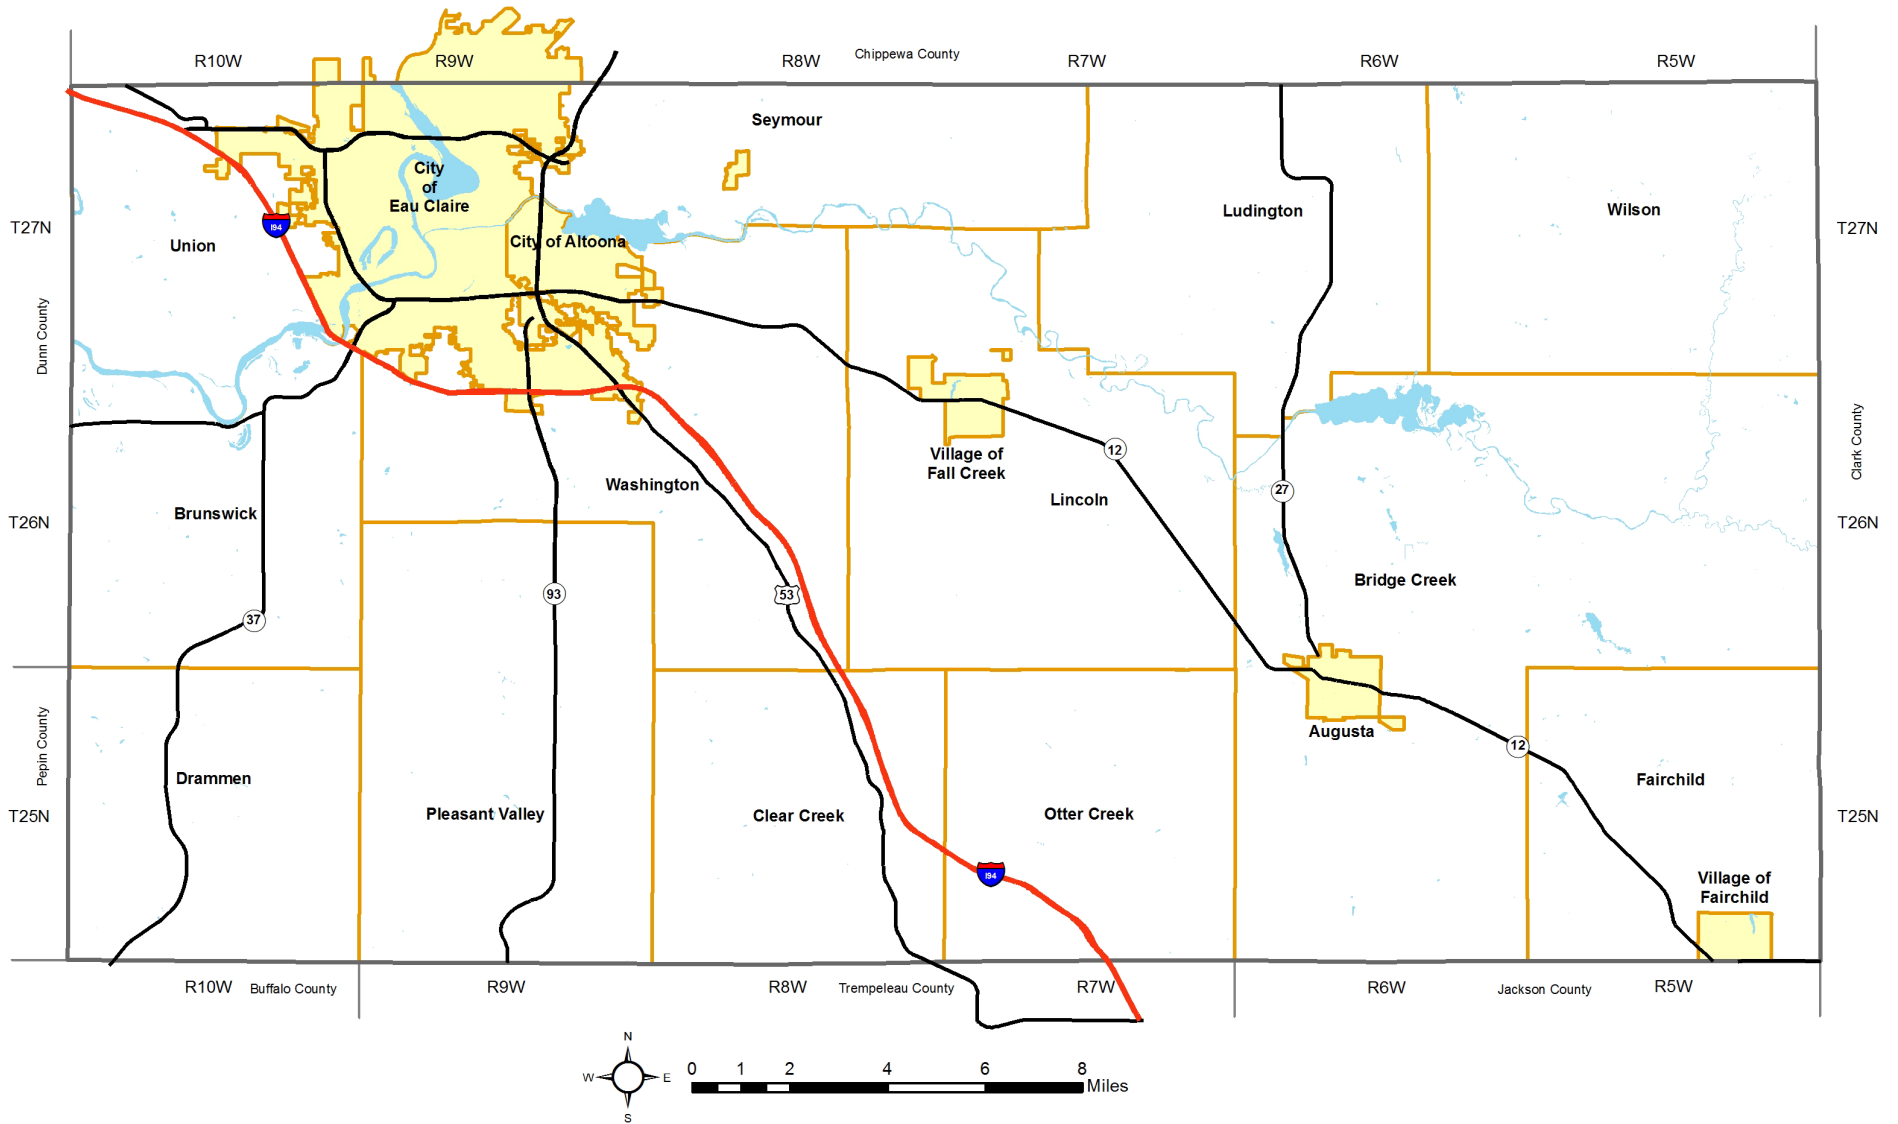 Chippewa County
R10W
R9W
R8W
R7W
R6W
R5W
Seymour
City
of
Eau Claire
Ludington
Wilson
T27N
T27N
I94
Union
City of Altoona
Dunn County
Clark County
Village of
Fall Creek
12
Washington
27
Lincoln
Brunswick
T26N
T26N
Bridge Creek
93
53
37
Pepin County
Augusta
12
Drammen
Fairchild
Pleasant Valley
Clear Creek
Otter Creek
T25N
T25N
I94
Village of
Fairchild
R10W
Buffalo County
R9W
R8W
Trempeleau County
R7W
R6W
Jackson County
R5W
N
W
E
S
0 1 2 4 6 8
Miles